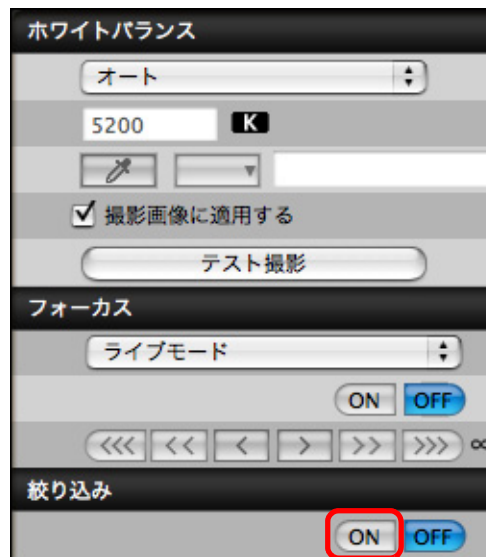 ホワイトバランス
オート
5200 K
撮影画像に適用する
テスト撮影
フォーカス
ライブモード
ON OFF
<<< << < > >> >>> ∞
絞り込み
ON OFF